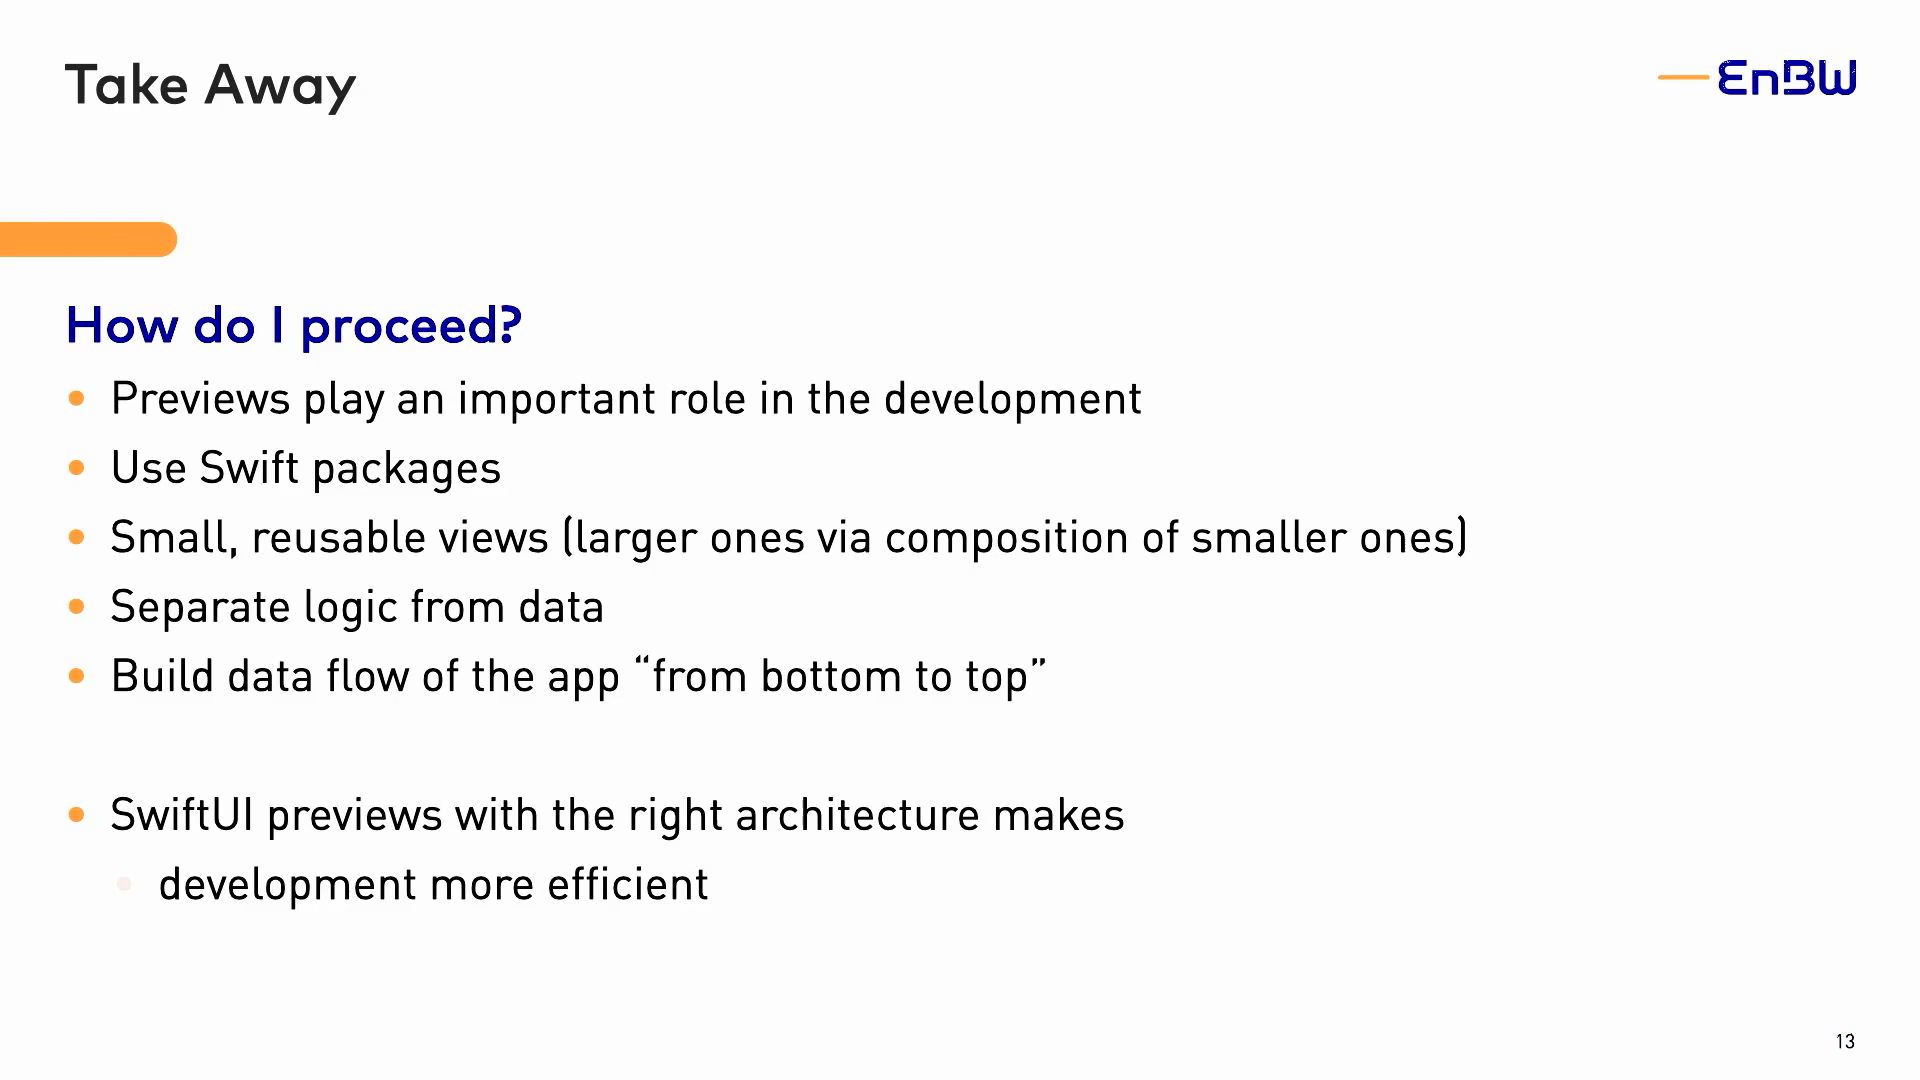 Take Away
EnBW
How do I proceed?
• Previews play an important role in the development
• Use Swift packages
• Small, reusable views (larger ones via composition of smaller ones)
• Separate logic from data
• Build data flow of the app “from bottom to top”
• SwiftUI previews with the right architecture makes
• development more efficient
13